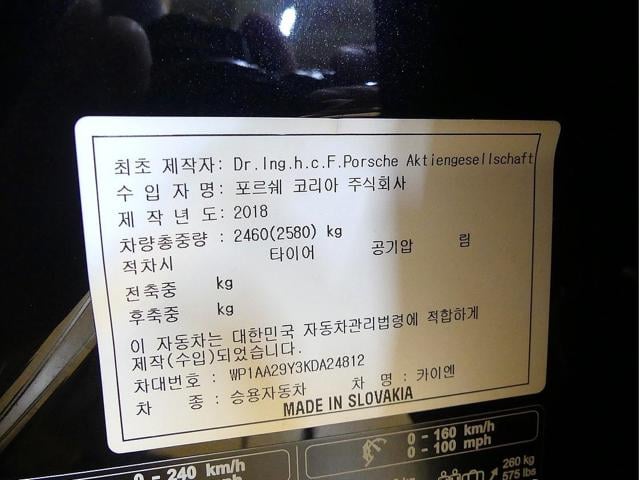 최초 제작자: Dr.Ing.h.c.F.Porsche Aktiengesellschaft
수 입 자 명: 포르쉐 코리아 주식회사
제 작 년 도: 2018
차량총중량 : 2460(2580) kg
적차시 타이어 공기압 림
전축중 kg
후축중 kg
이 자동차는 대한민국 자동차관리법령에 적합하게
제작(수입)되었습니다.
차대번호 : WP1AA29Y3KDA24812
차 종 : 승용자동차 차 명 : 카이엔
MADE IN SLOVAKIA
0 - 160 km/h
0 - 100 mph
0 - 240 km/h
260 kg
575 lbs